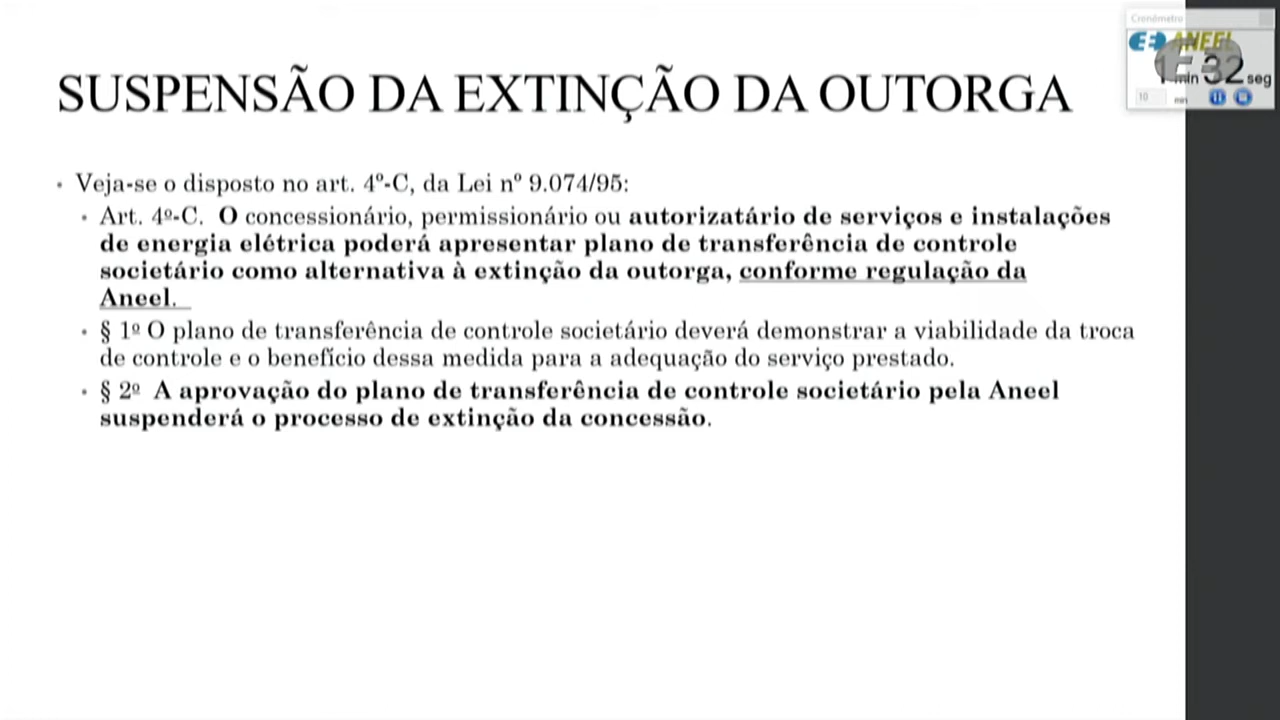 Cronômetro
ANEEL
1 min 32 seg
10 min
SUSPENSÃO DA EXTINÇÃO DA OUTORGA
• Veja-se o disposto no art. 4º-C, da Lei nº 9.074/95:
• Art. 4º-C. O concessionário, permissionário ou autorizatário de serviços e instalações
de energia elétrica poderá apresentar plano de transferência de controle
societário como alternativa à extinção da outorga, conforme regulação da
Aneel.
• § 1º O plano de transferência de controle societário deverá demonstrar a viabilidade da troca
de controle e o benefício dessa medida para a adequação do serviço prestado.
• § 2º A aprovação do plano de transferência de controle societário pela Aneel
suspenderá o processo de extinção da concessão.